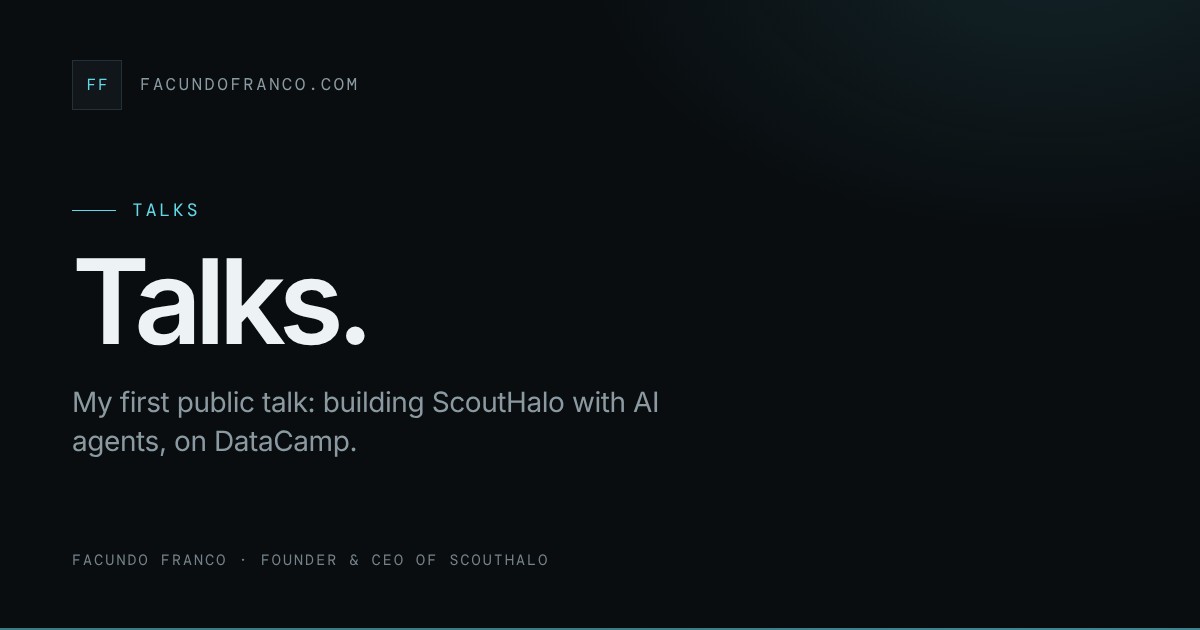 FF
FACUNDOFRANCO.COM
TALKS
Talks.
My first public talk: building ScoutHalo with AI
agents, on DataCamp.
FACUNDO FRANCO · FOUNDER & CEO OF SCOUTHALO